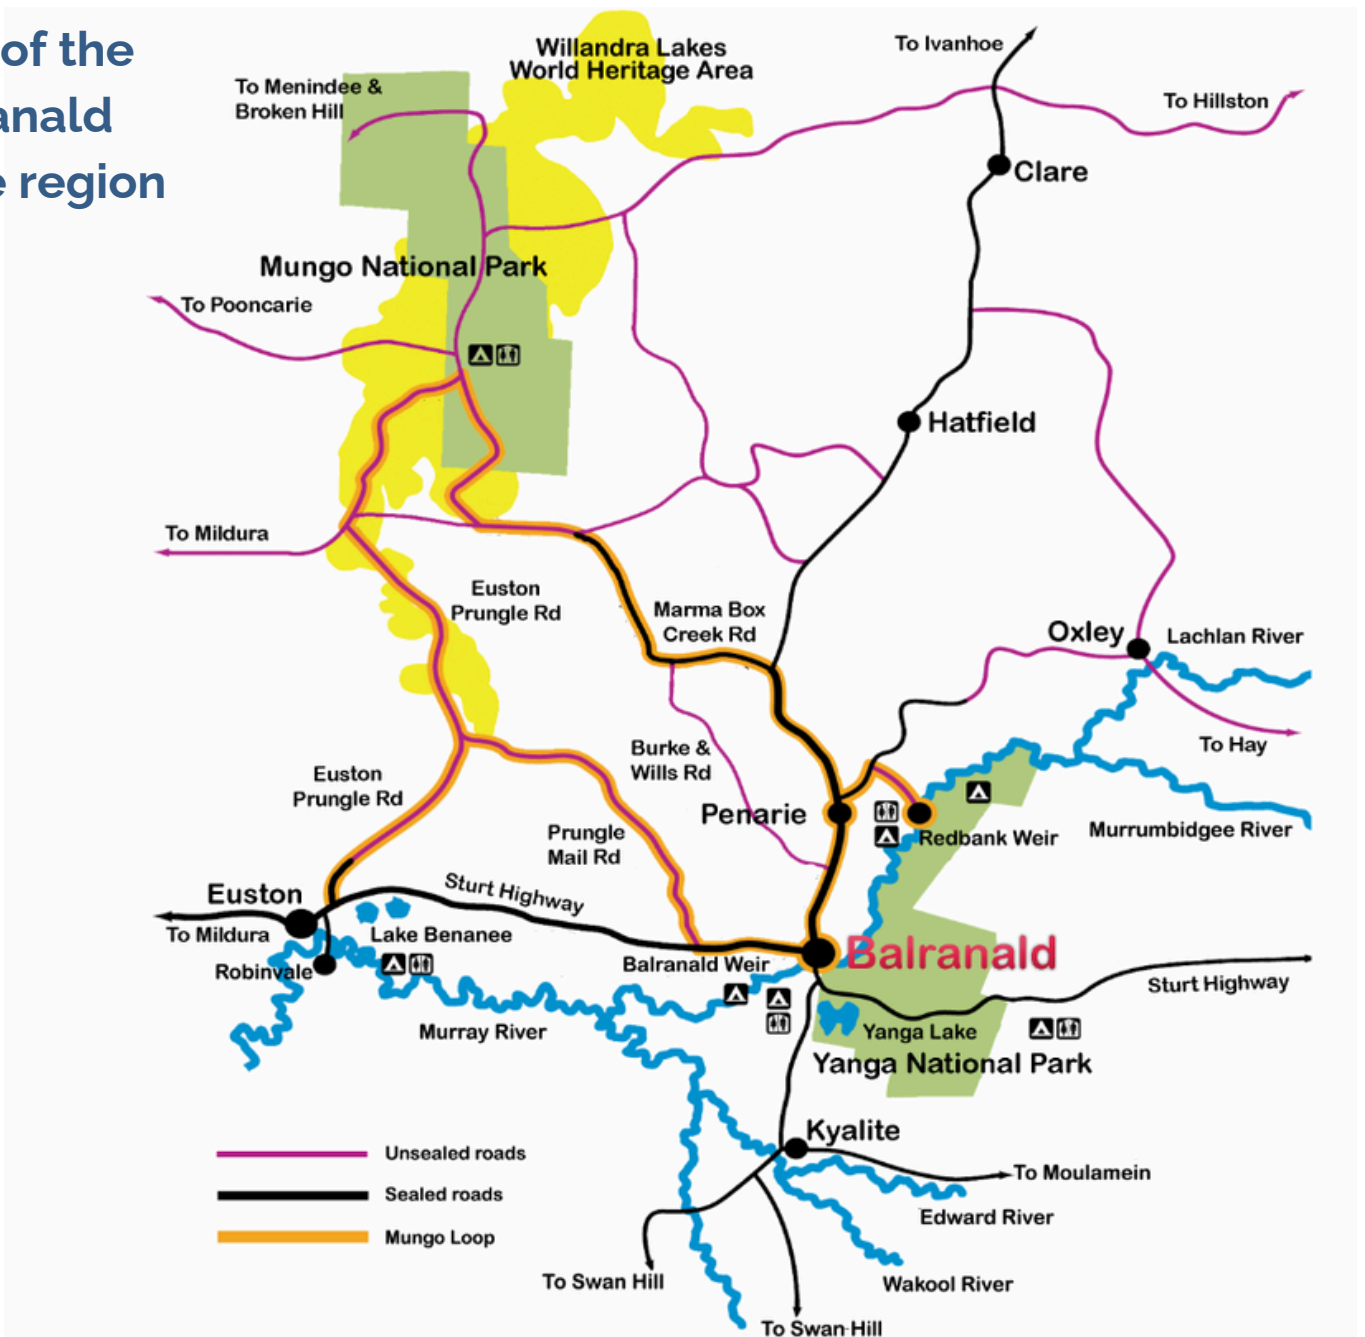 of the
anald
e region
Willandra Lakes
World Heritage Area
To Ivanhoe
To Menindee &
Broken Hill
To Hillston
Clare
Mungo National Park
To Pooncarie
Hatfield
To Mildura
Euston
Prungle Rd
Marma Box
Creek Rd
Oxley
Lachlan River
To Hay
Burke &
Wills Rd
Euston
Prungle Rd
Penarie
Prungle
Mail Rd
Redbank Weir
Murrumbidgee River
Euston
Sturt Highway
To Mildura
Lake Benanee
Robinvale
Balranald Weir
Balranald
Sturt Highway
Murray River
Yanga Lake
Yanga National Park
Kyalite
Unsealed roads
To Moulamein
Sealed roads
Edward River
Mungo Loop
To Swan Hill
Wakool River
To Swan Hill